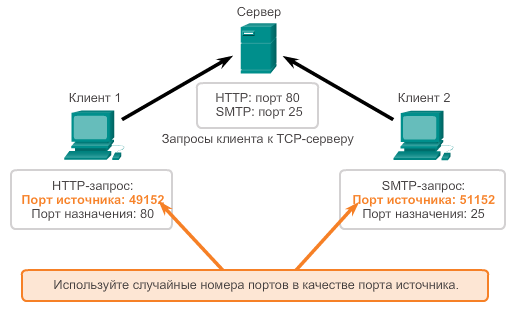 Сервер
Клиент 1
Клиент 2
HTTP: порт 80
SMTP: порт 25
Запросы клиента к TCP-серверу
HTTP-запрос:
Порт источника: 49152
Порт назначения: 80
SMTP-запрос:
Порт источника: 51152
Порт назначения: 25
Используйте случайные номера портов в качестве порта источника.